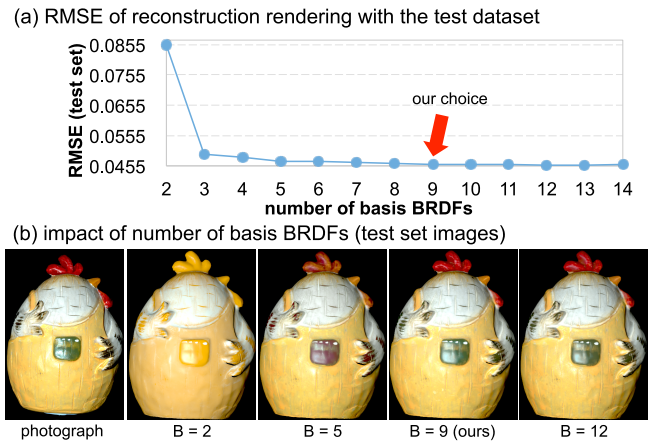 (a) RMSE of reconstruction rendering with the test dataset
RMSE (test set)
0.0855
0.0755
0.0655
0.0555
0.0455
our choice
2 3 4 5 6 7 8 9 10 11 12 13 14
number of basis BRDFs
(b) impact of number of basis BRDFs (test set images)
photograph B = 2 B = 5 B = 9 (ours) B = 12